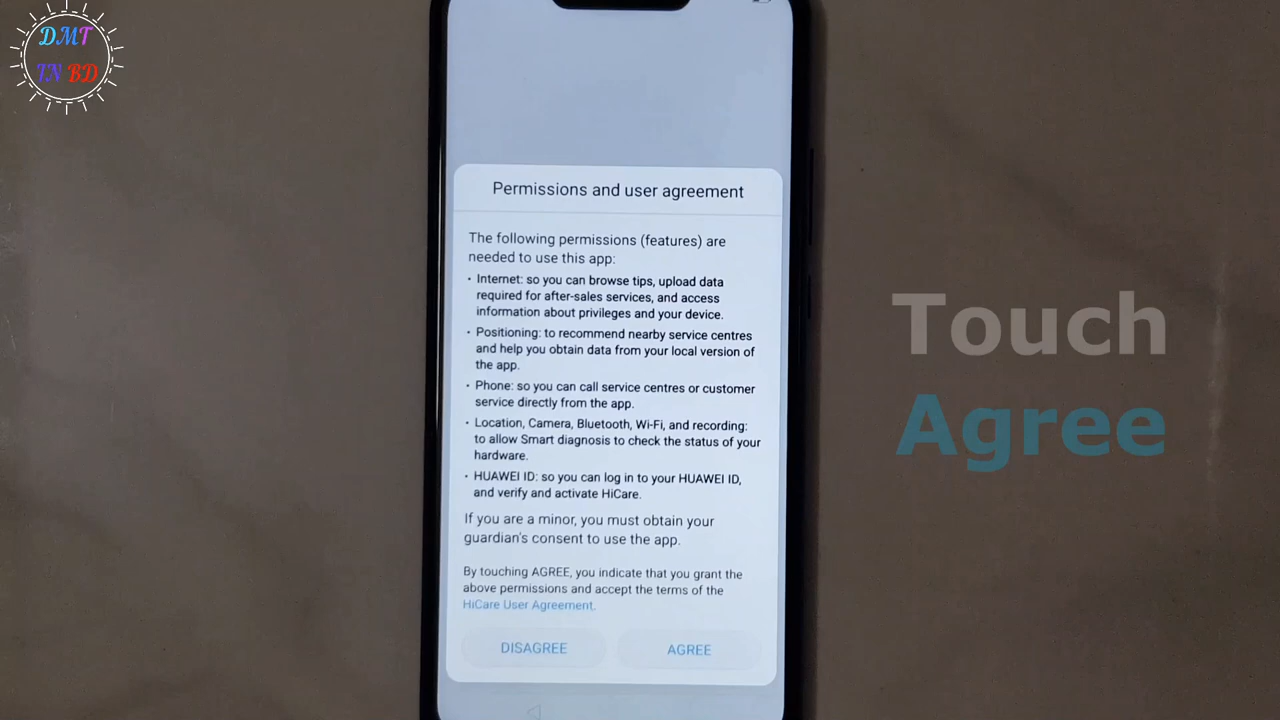 DMT
IN BD
Permissions and user agreement
The following permissions (features) are
needed to use this app:
· Internet: so you can browse tips, upload data
required for after-sales services, and access
information about privileges and your device.
· Positioning: to recommend nearby service centres
and help you obtain data from your local version of
the app.
· Phone: so you can call service centres or customer
service directly from the app.
· Location, Camera, Bluetooth, Wi-Fi, and recording:
to allow Smart diagnosis to check the status of your
hardware.
· HUAWEI ID: so you can log in to your HUAWEI ID,
and verify and activate HiCare.
If you are a minor, you must obtain your
guardian's consent to use the app.
By touching AGREE, you indicate that you grant the
above permissions and accept the terms of the
HiCare User Agreement.
DISAGREE AGREE
Touch
Agree